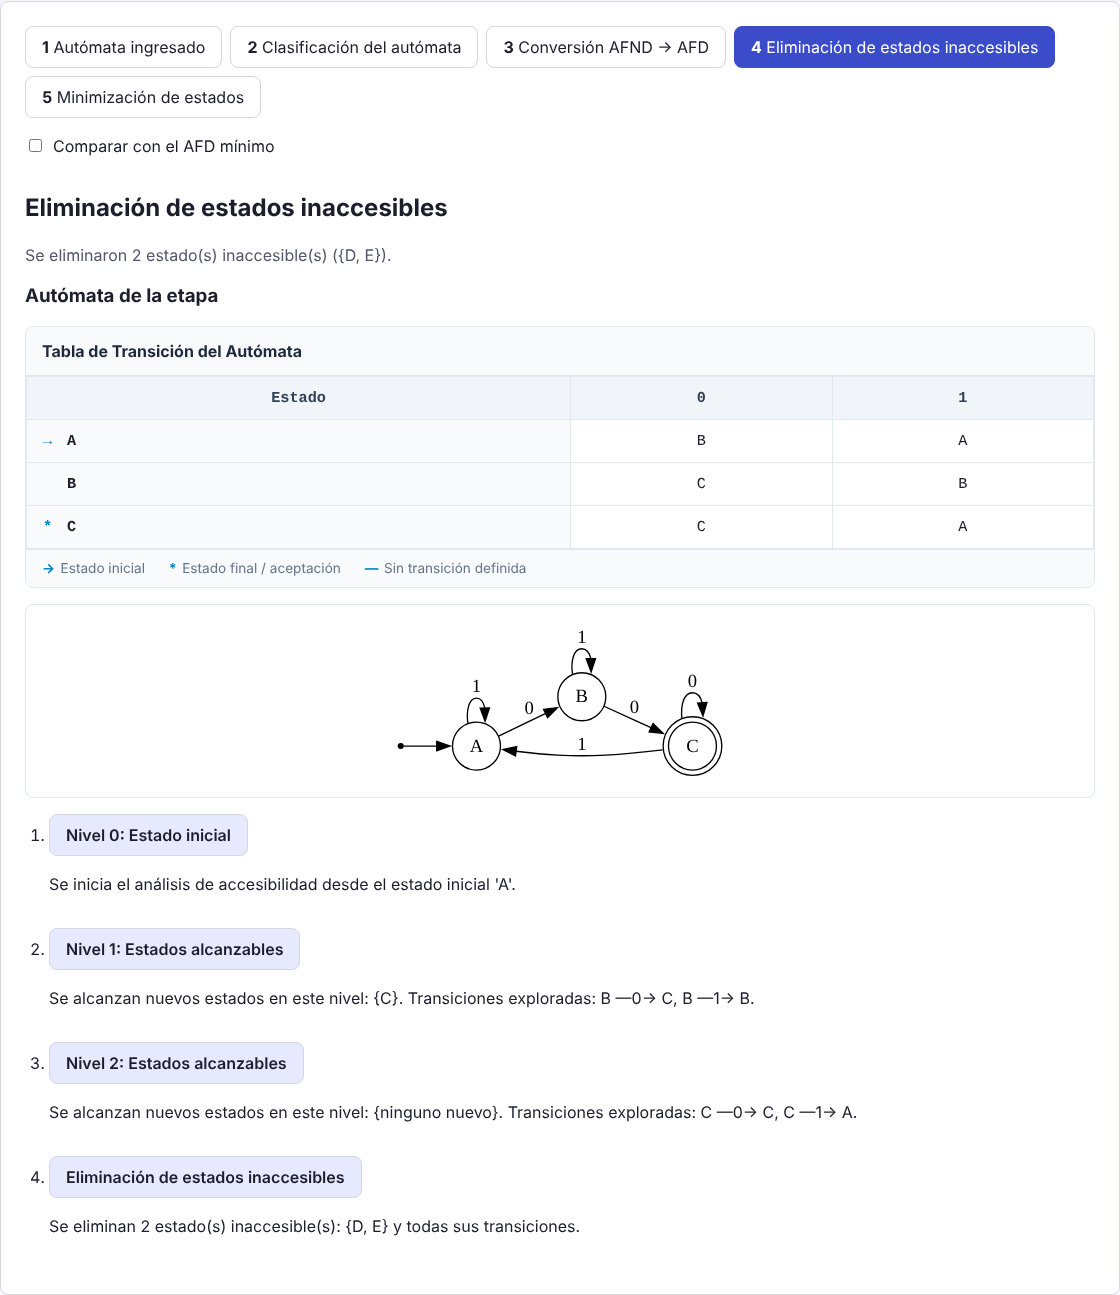 1 Autómata ingresado
2 Clasificación del autómata
3 Conversión AFND → AFD
4 Eliminación de estados inaccesibles
5 Minimización de estados
Comparar con el AFD mínimo
Eliminación de estados inaccesibles
Se eliminaron 2 estado(s) inaccesible(s) ({D, E}).
Autómata de la etapa
Tabla de Transición del Autómata
Estado 0 1
→ A B A
B C B
* C C A
→ Estado inicial * Estado final / aceptación — Sin transición definida
1
B
1
0
0
0
A
1
C
1. Nivel 0: Estado inicial
Se inicia el análisis de accesibilidad desde el estado inicial 'A'.
2. Nivel 1: Estados alcanzables
Se alcanzan nuevos estados en este nivel: {C}. Transiciones exploradas: B —0→ C, B —1→ B.
3. Nivel 2: Estados alcanzables
Se alcanzan nuevos estados en este nivel: {ninguno nuevo}. Transiciones exploradas: C —0→ C, C —1→ A.
4. Eliminación de estados inaccesibles
Se eliminan 2 estado(s) inaccesible(s): {D, E} y todas sus transiciones.